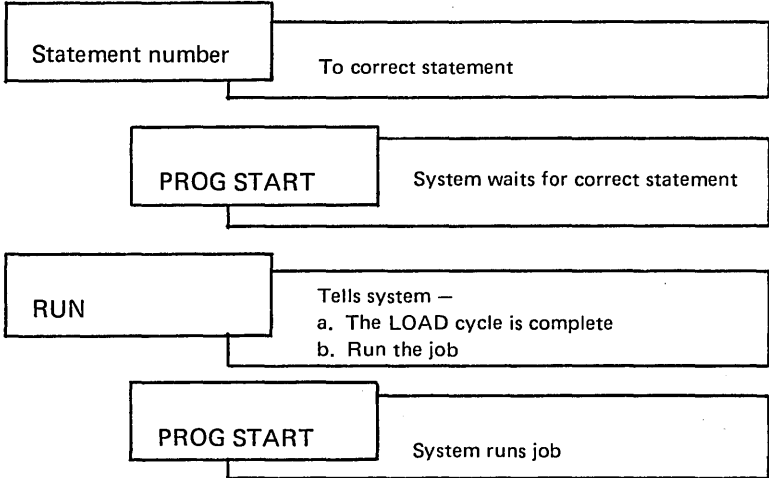 Statement number
To correct statement
PROG START
System waits for correct statement
RUN
Tells system —
a. The LOAD cycle is complete
b. Run the job
PROG START
System runs job